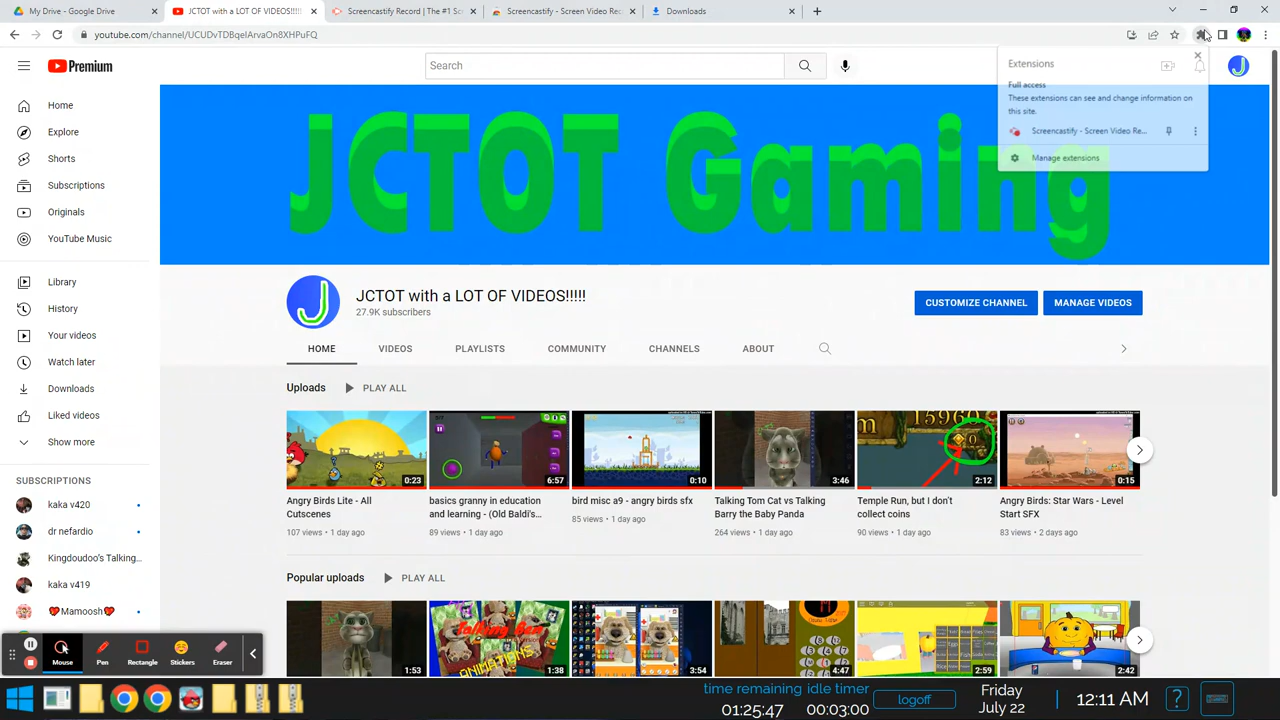 My Drive - Google Drive
JCTOT with a LOT OF VIDEOS!!!!!
Screencastify Record | The #1 Scr
Screencastify - Screen Video Rec
Downloads
youtube.com/channel/UCUDvTDBqeIArvaOn8XHPuFQ
Premium
Search
Extensions
Full access
These extensions can see and change information on
this site.
Screencastify - Screen Video Re...
Manage extensions
JCTOT Gaming
Home
Explore
Shorts
Subscriptions
Originals
YouTube Music
Library
History
Your videos
Watch later
Downloads
Liked videos
Show more
SUBSCRIPTIONS
kaka v420
dr nefardio
Kingdoudoo's Talking...
kaka v419
❤️Mamoosh❤️
JCTOT with a LOT OF VIDEOS!!!!!
27.9K subscribers
CUSTOMIZE CHANNEL
MANAGE VIDEOS
HOME
VIDEOS
PLAYLISTS
COMMUNITY
CHANNELS
ABOUT
Uploads
PLAY ALL
0:23
6:57
0:10
3:46
15960
0
2:12
0:15
Angry Birds Lite - All
Cutscenes
107 views • 1 day ago
basics granny in education
and learning - (Old Baldi's...
89 views • 1 day ago
bird misc a9 - angry birds sfx
85 views • 1 day ago
Talking Tom Cat vs Talking
Barry the Baby Panda
264 views • 1 day ago
Temple Run, but I don't
collect coins
90 views • 1 day ago
Angry Birds: Star Wars - Level
Start SFX
83 views • 2 days ago
Popular uploads
PLAY ALL
1:53
Talking Ben
ANIMATIONS
6:57
3:54
4:47
2:59
2:42
Mouse
Pen
Rectangle
Stickers
Eraser
time remaining
01:25:47
idle timer
00:03:00
logoff
Friday
July 22
12:11 AM